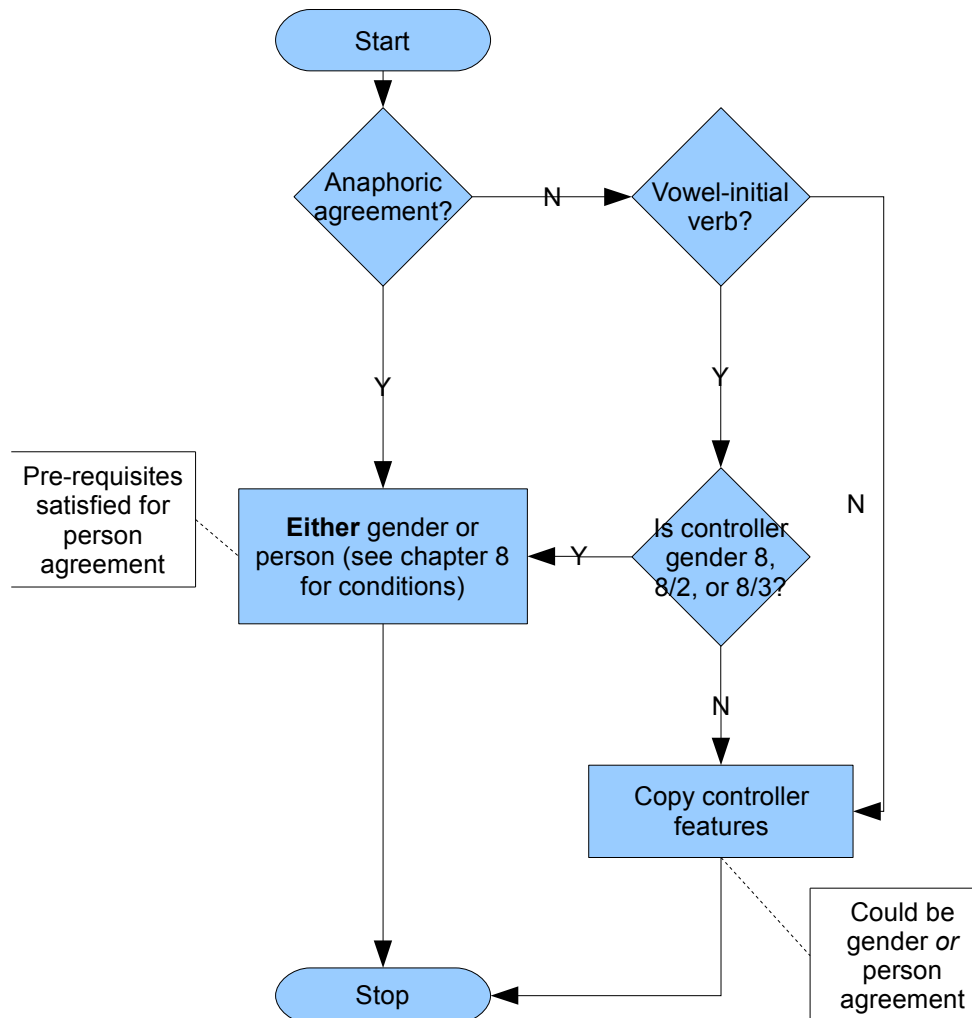 Start
Anaphoric
agreement?
N
Vowel-initial
verb?
Y
Y
N
Pre-requisites
satisfied for
person
agreement
Either gender or
person (see chapter 8
for conditions)
Y
Is controller
gender 8,
8/2, or 8/3?
N
Copy controller
features
Could be
gender or
person
agreement
Stop